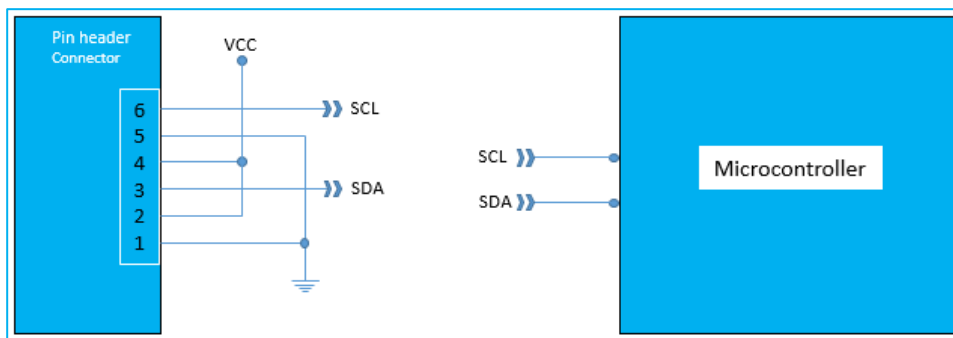 Pin header
Connector
VCC
6
5
4
3
2
1
SCL
SDA
SCL
SDA
Microcontroller